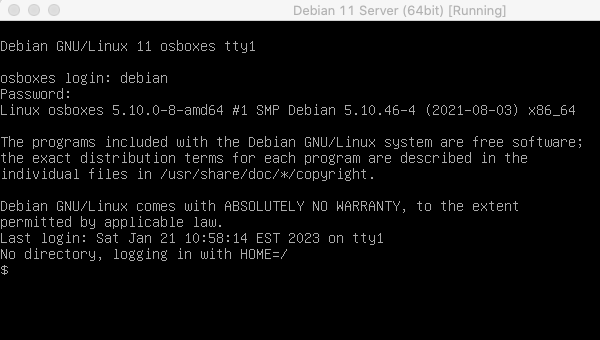 Debian 11 Server (64bit) [Running]
Debian GNU/Linux 11 osboxes tty1
osboxes login: debian
Password:
Linux osboxes 5.10.0-8-amd64 #1 SMP Debian 5.10.46-4 (2021-08-03) x86_64
The programs included with the Debian GNU/Linux system are free software;
the exact distribution terms for each program are described in the
individual files in /usr/share/doc/*/copyright.
Debian GNU/Linux comes with ABSOLUTELY NO WARRANTY, to the extent
permitted by applicable law.
Last login: Sat Jan 21 10:58:14 EST 2023 on tty1
No directory, logging in with HOME=/
$